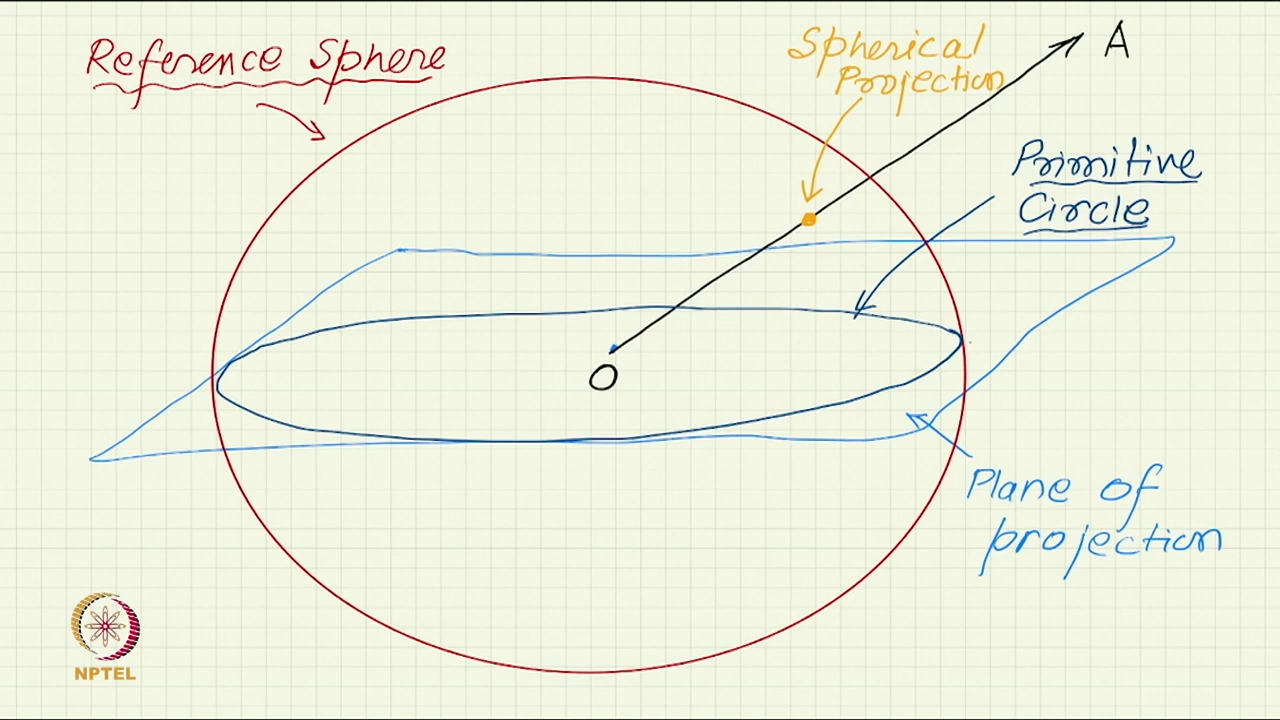 Reference Sphere
Spherical
Projection
A
Primitive
Circle
O
Plane of
projection
NPTEL